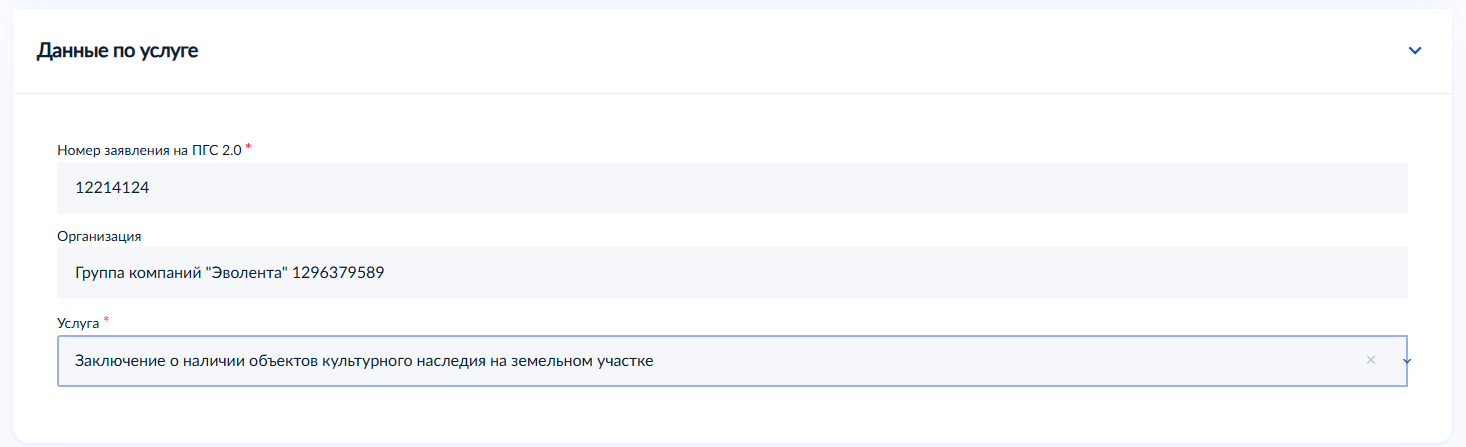 Данные по услуге
Номер заявления на ПГС 2.0 *
12214124
Организация
Группа компаний "Эволента" 1296379589
Услуга *
Заключение о наличии объектов культурного наследия на земельном участке